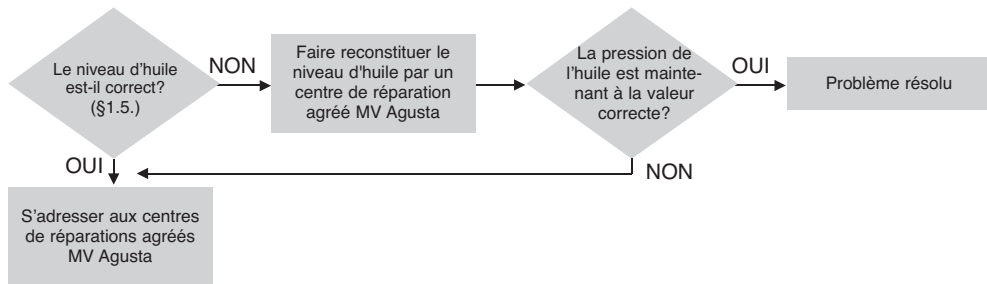 Le niveau d’huile
est-il correct?
(§1.5.)
NON
Faire reconstituer le
niveau d'huile par un
centre de réparation
agréé MV Agusta
La pression de
l’huile est mainte-
nant à la valeur
correcte?
OUI
Problème résolu
OUI
NON
S’adresser aux centres
de réparations agréés
MV Agusta